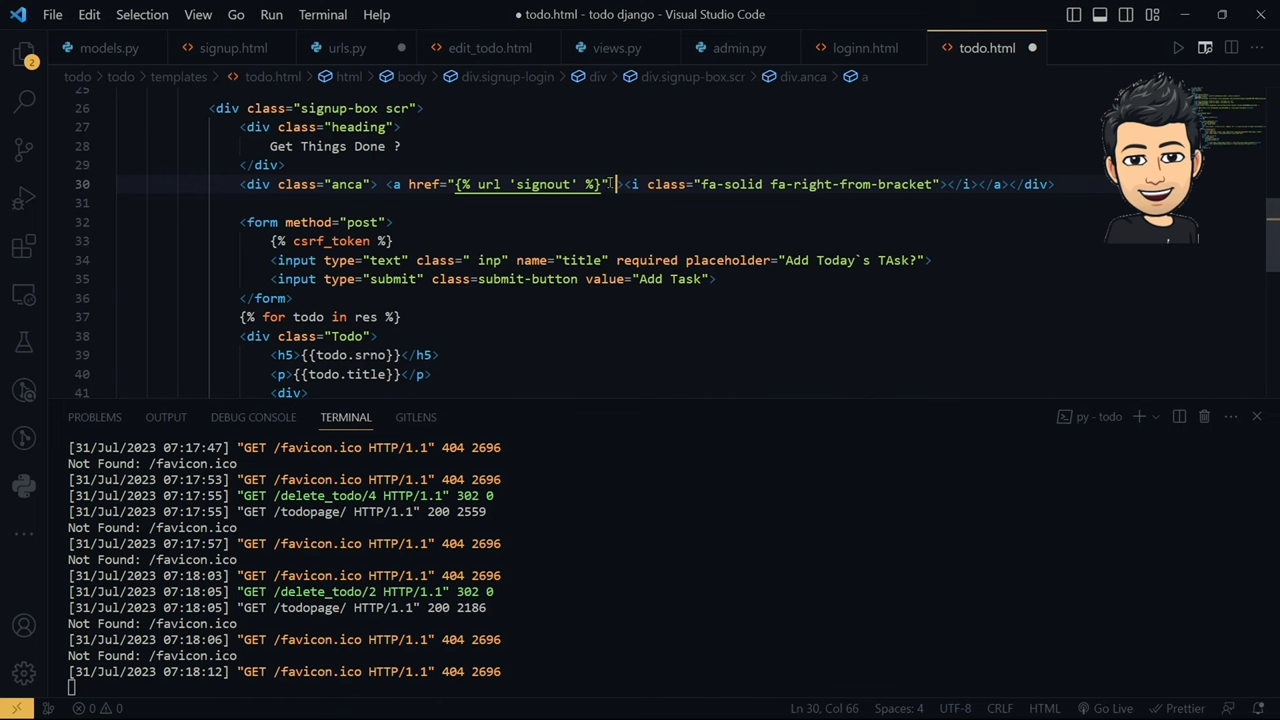 File Edit Selection View Go Run Terminal Help ● todo.html - todo django - Visual Studio Code
models.py signup.html urls.py edit_todo.html views.py admin.py loginn.html todo.html
todo > todo > templates > todo.html > html > body > div.signup-login > div > div.signup-box.scr > div.anca > a
25
26 <div class="signup-box scr">
27 <div class="heading">
28 Get Things Done ?
29 </div>
30 <div class="anca"> <a href="{% url 'signout' %}" ><i class="fa-solid fa-right-from-bracket"></i></a></div>
31
32 <form method="post">
33 {% csrf_token %}
34 <input type="text" class=" inp" name="title" required placeholder="Add Today`s TAsk?">
35 <input type="submit" class=submit-button value="Add Task">
36 </form>
37 {% for todo in res %}
38 <div class="Todo">
39 <h5>{{todo.srno}}</h5>
40 <p>{{todo.title}}</p>
41 <div>
2
PROBLEMS OUTPUT DEBUG CONSOLE TERMINAL GITLENS py - todo
[31/Jul/2023 07:17:47] "GET /favicon.ico HTTP/1.1" 404 2696
Not Found: /favicon.ico
[31/Jul/2023 07:17:53] "GET /favicon.ico HTTP/1.1" 404 2696
[31/Jul/2023 07:17:55] "GET /delete_todo/4 HTTP/1.1" 302 0
[31/Jul/2023 07:17:55] "GET /todopage/ HTTP/1.1" 200 2559
Not Found: /favicon.ico
[31/Jul/2023 07:17:57] "GET /favicon.ico HTTP/1.1" 404 2696
Not Found: /favicon.ico
[31/Jul/2023 07:18:03] "GET /favicon.ico HTTP/1.1" 404 2696
[31/Jul/2023 07:18:05] "GET /delete_todo/2 HTTP/1.1" 302 0
[31/Jul/2023 07:18:05] "GET /todopage/ HTTP/1.1" 200 2186
Not Found: /favicon.ico
[31/Jul/2023 07:18:06] "GET /favicon.ico HTTP/1.1" 404 2696
Not Found: /favicon.ico
[31/Jul/2023 07:18:12] "GET /favicon.ico HTTP/1.1" 404 2696
0 0 Ln 30, Col 66 Spaces: 4 UTF-8 CRLF HTML Go Live Prettier